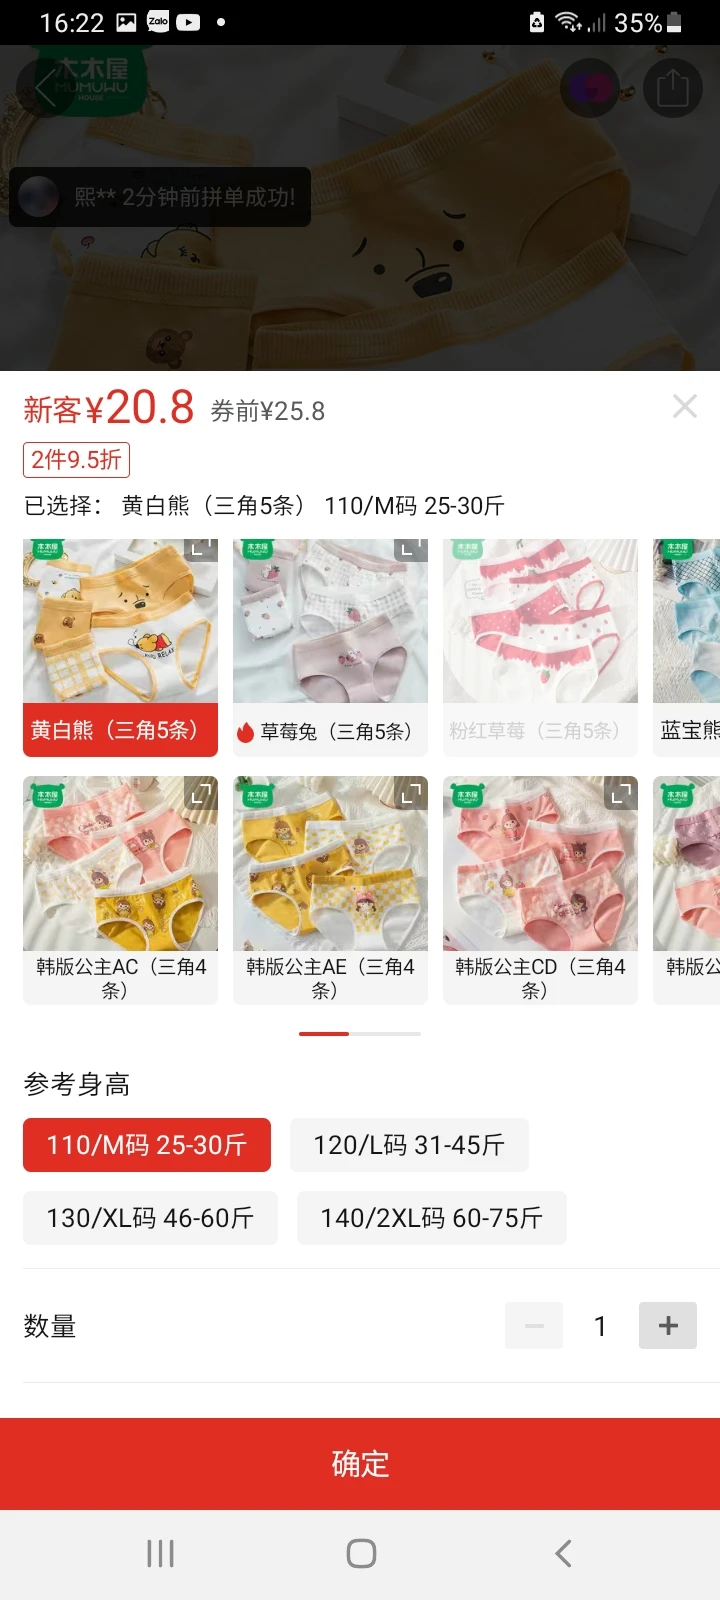 16:22
Zalo
35%
木木屋
MUMUWU
HOUSE
熙** 2分钟前拼单成功!
新客¥20.8 券前¥25.8
2件9.5折
已选择： 黄白熊（三角5条） 110/M码 25-30斤
黄白熊（三角5条）
草莓兔（三角5条）
粉红草莓（三角5条）
蓝宝熊
韩版公主AC（三角4
条）
韩版公主AE（三角4
条）
韩版公主CD（三角4
条）
韩版公
参考身高
110/M码 25-30斤
120/L码 31-45斤
130/XL码 46-60斤
140/2XL码 60-75斤
数量
1
确定